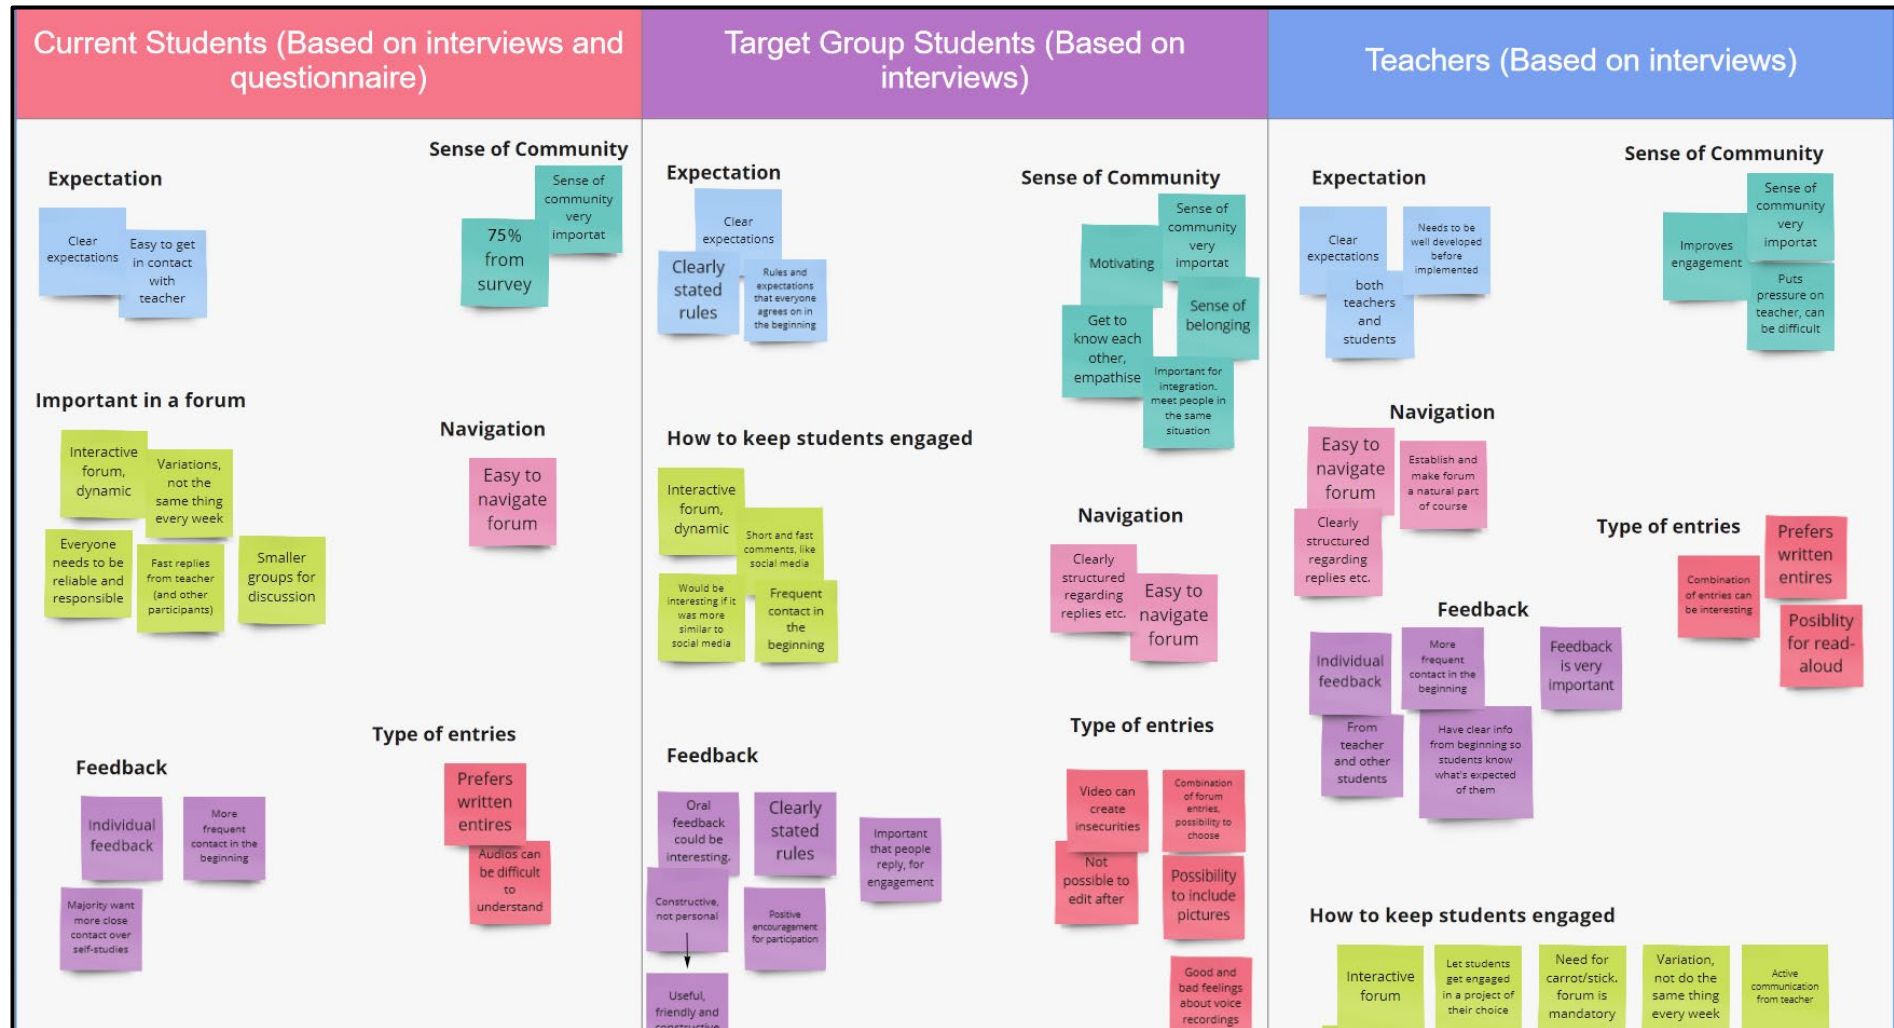 Current Students (Based on interviews and
questionnaire)
Sense of Community
Expectation
Clear
expectations
Easy to get
in contact
with
teacher
75%
from
survey
Sense of
community
very
importat
Important in a forum
Interactive
forum,
dynamic
Variations,
not the
same thing
every week
Everyone
needs to be
reliable and
responsible
Fast replies
from teacher
(and other
participants)
Smaller
groups for
discussion
Navigation
Easy to
navigate
forum
Type of entries
Prefers
written
entires
Audios can
be difficult
to
understand
Feedback
Individual
feedback
More
frequent
contact in the
beginning
Majority want
more close
contact over
self-studies
Target Group Students (Based on
interviews)
Expectation
Clear
expectations
Clearly
stated
rules
Rules and
expectations
that everyone
agrees on in
the beginning
Sense of Community
Sense of
community
very
importat
Motivating
Sense of
belonging
Get to
know each
other,
empathise
Important for
integration.
meet people in
the same
situation
How to keep students engaged
Interactive
forum,
dynamic
Short and fast
comments, like
social media
Would be
interesting if it
was more
similar to
social media
Frequent
contact in
the
beginning
Navigation
Clearly
structured
regarding
replies etc.
Easy to
navigate
forum
Feedback
Oral
feedback
could be
interesting.
Clearly
stated
rules
Important
that people
reply, for
engagement
Constructive,
not personal
Positive
encouragement
for participation
Useful,
friendly and
constructive
Type of entries
Video can
create
insecurities
Combination
of forum
entries,
possibility to
choose
Not
possible to
edit after
Possibility
to include
pictures
Good and
bad feelings
about voice
recordings
Teachers (Based on interviews)
Sense of Community
Expectation
Clear
expectations
Needs to be
well developed
before
implemented
both
teachers
and
students
Improves
engagement
Sense of
community
very
importat
Puts
pressure on
teacher, can
be difficult
Navigation
Easy to
navigate
forum
Establish and
make forum
a natural part
of course
Clearly
structured
regarding
replies etc.
Type of entries
Prefers
written
entires
Combination
of entries can
be interesting
Posiblity
for read-
aloud
Feedback
Individual
feedback
More
frequent
contact in the
beginning
Feedback
is very
important
From
teacher
and other
students
Have clear info
from beginning so
students know
what's expected
of them
How to keep students engaged
Interactive
forum
Let students
get engaged
in a project of
their choice
Need for
carrot/stick.
forum is
mandatory
Variation,
not do the
same thing
every week
Active
communication
from teacher